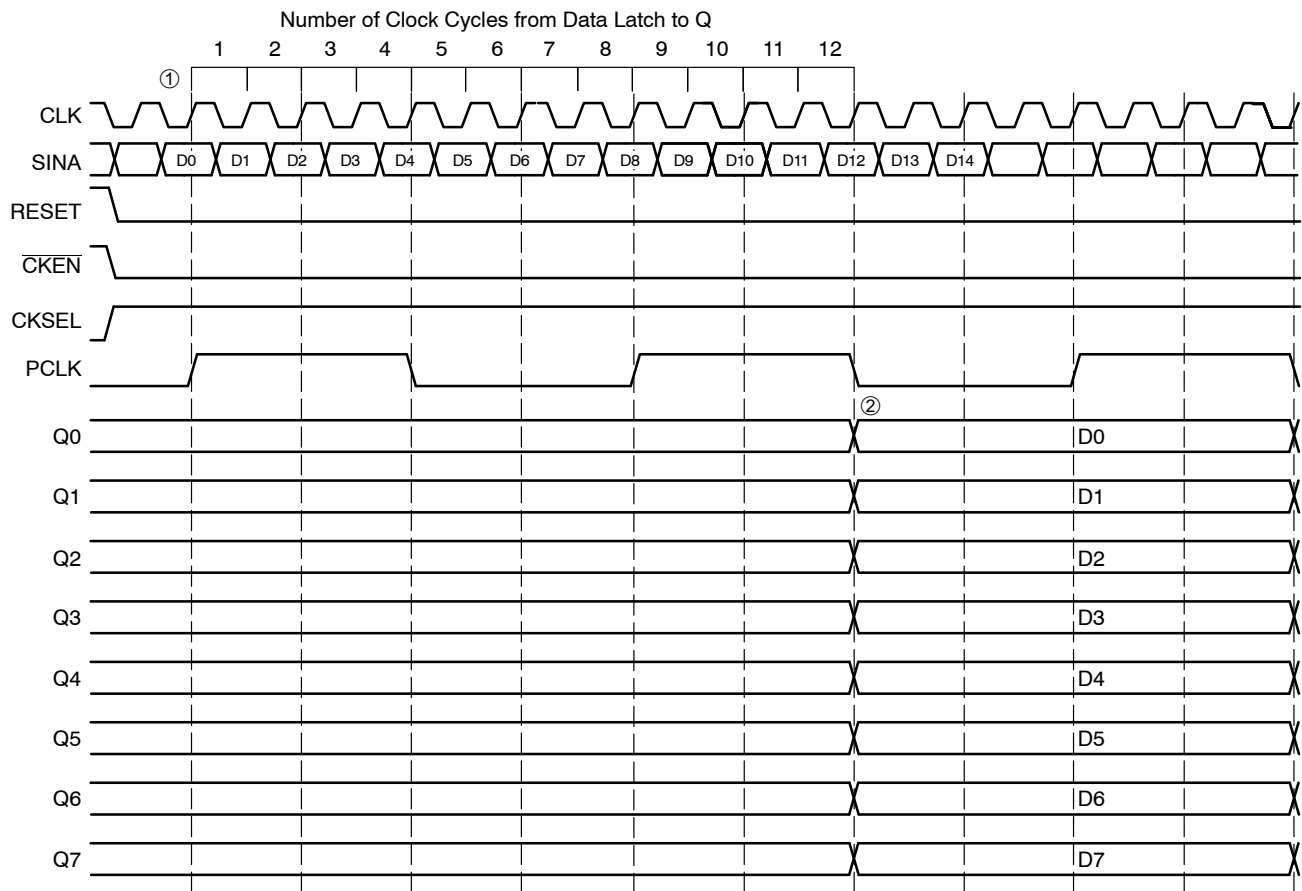 Number of Clock Cycles from Data Latch to Q
1 2 3 4 5 6 7 8 9 10 11 12
①
CLK
SINA D0 D1 D2 D3 D4 D5 D6 D7 D8 D9 D10 D11 D12 D13 D14
RESET
CKEN
CKSEL
PCLK
②
Q0 D0
Q1 D1
Q2 D2
Q3 D3
Q4 D4
Q5 D5
Q6 D6
Q7 D7